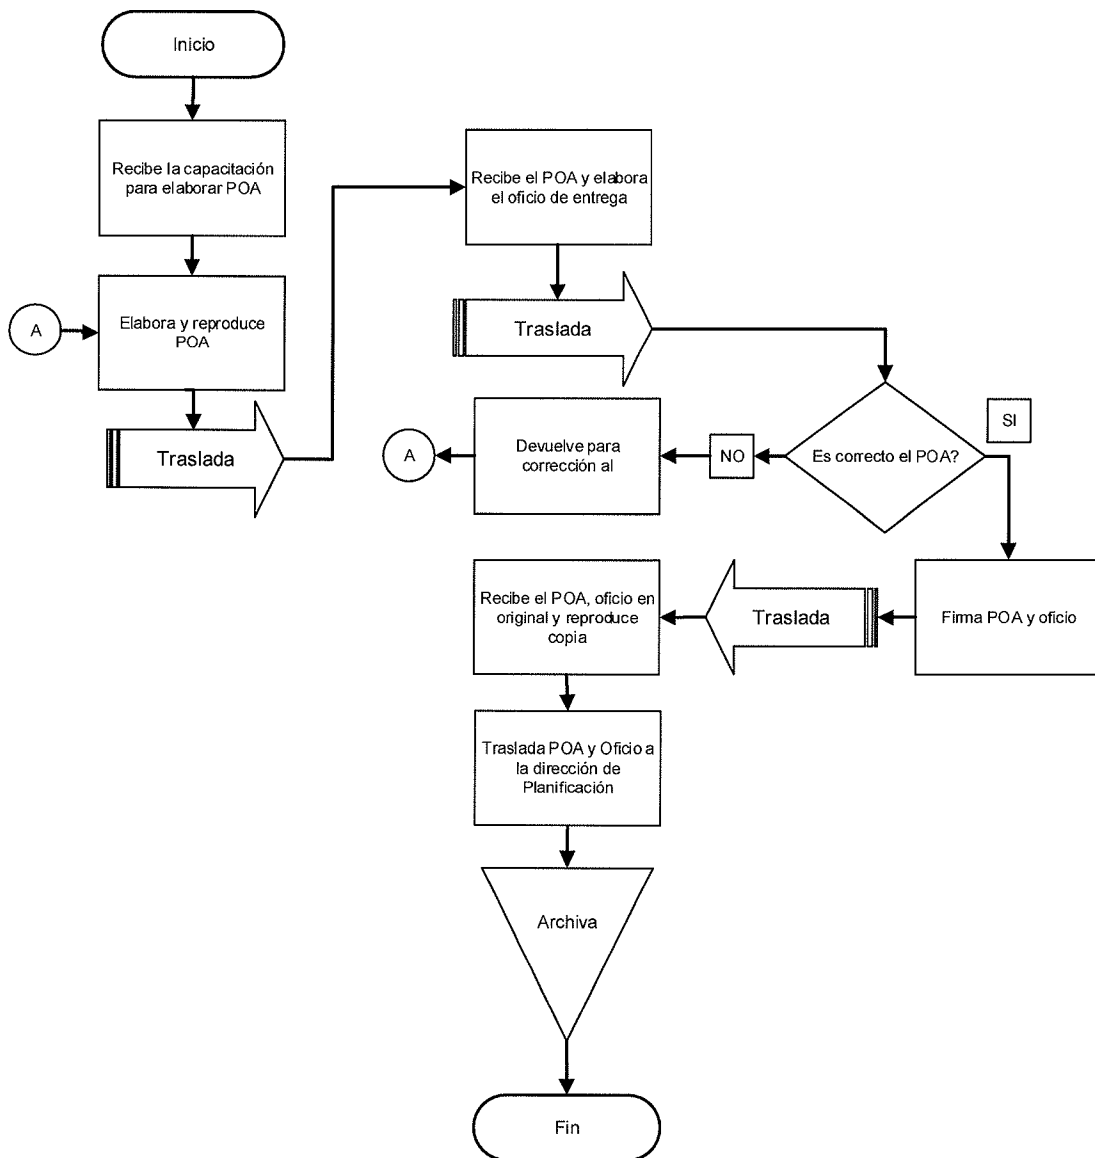 Inicio
Recibe la capacitación
para elaborar POA
A
Elabora y reproduce
POA
Traslada
Recibe el POA y elabora
el oficio de entrega
Traslada
Es correcto el POA?
SI
NO
Devuelve para
corrección al
A
Firma POA y oficio
Traslada
Recibe el POA, oficio en
original y reproduce
copia
Traslada POA y Oficio a
la dirección de
Planificación
Archiva
Fin